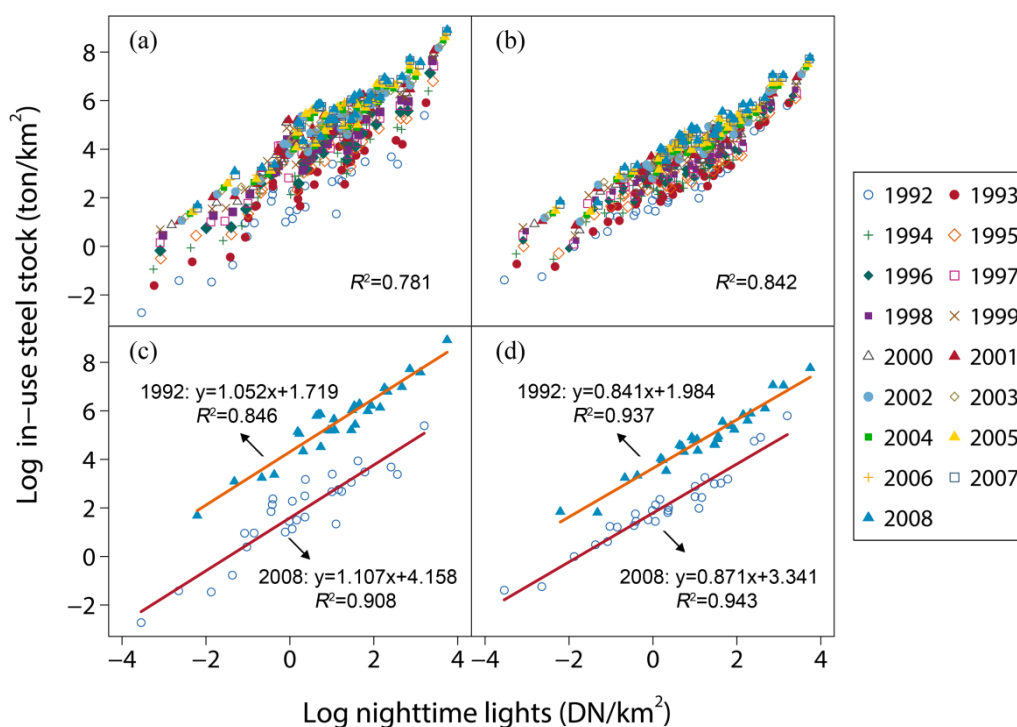 Log in-use steel stock (ton/km²)
8
6
4
2
0
−2
(a)
R²=0.781
(b)
R²=0.842
8
6
4
2
0
−2
(c)
1992: y=1.052x+1.719
R²=0.846
2008: y=1.107x+4.158
R²=0.908
(d)
1992: y=0.841x+1.984
R²=0.937
2008: y=0.871x+3.341
R²=0.943
−4 −2 0 2 4 −2 0 2 4
Log nighttime lights (DN/km²)
1992 1993
1994 1995
1996 1997
1998 1999
2000 2001
2002 2003
2004 2005
2006 2007
2008